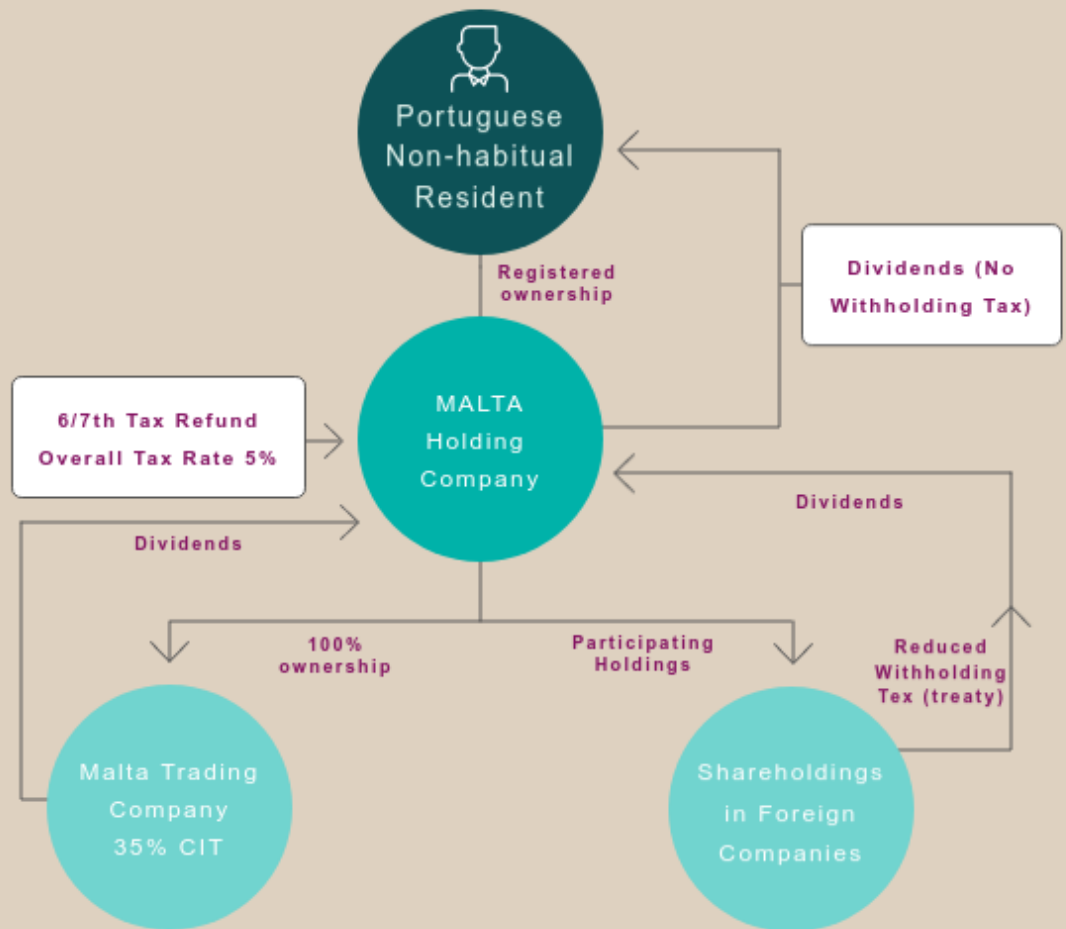 Portuguese
Non-habitual
Resident
Registered
ownership
Dividends (No
Withholding Tax)
MALTA
Holding
Company
6/7th Tax Refund
Overall Tax Rate 5%
Dividends
Dividends
100%
ownership
Participating
Holdings
Reduced
Withholding
Tex (treaty)
Malta Trading
Company
35% CIT
Shareholdings
in Foreign
Companies